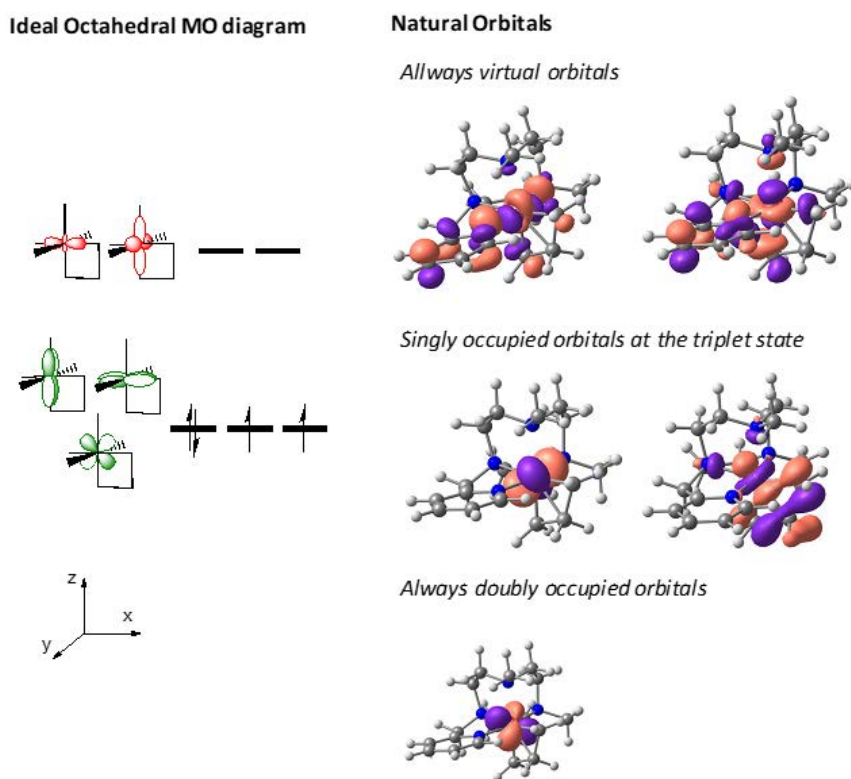 Ideal Octahedral MO diagram
Natural Orbitals
Allways virtual orbitals
Singly occupied orbitals at the triplet state
Always doubly occupied orbitals
z
x
y